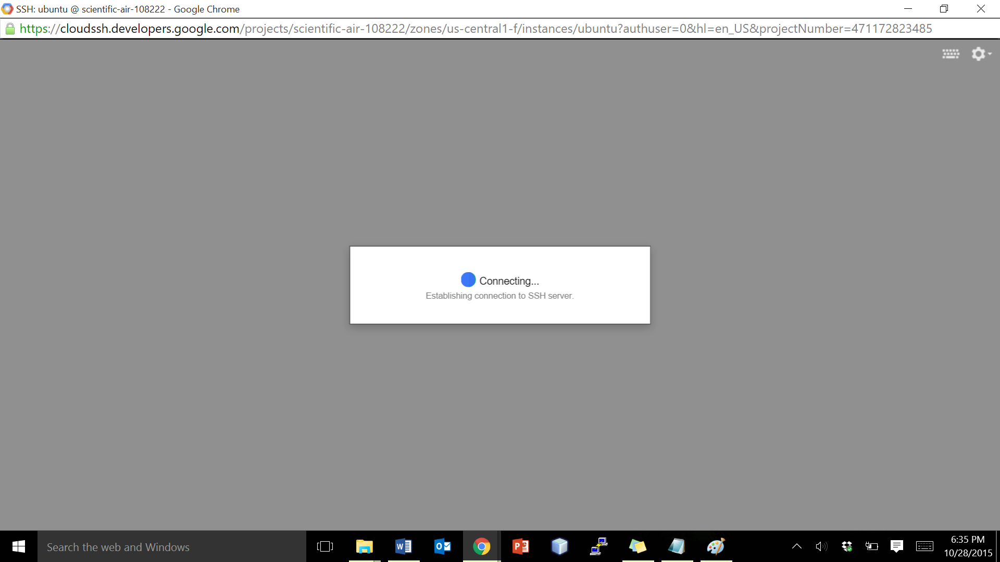 SSH: ubuntu @ scientific-air-108222 - Google Chrome
https://cloudssh.developers.google.com/projects/scientific-air-108222/zones/us-central1-f/instances/ubuntu?authuser=0&hl=en_US&projectNumber=471172823485
Connecting...
Establishing connection to SSH server.
Search the web and Windows
6:35 PM
10/28/2015